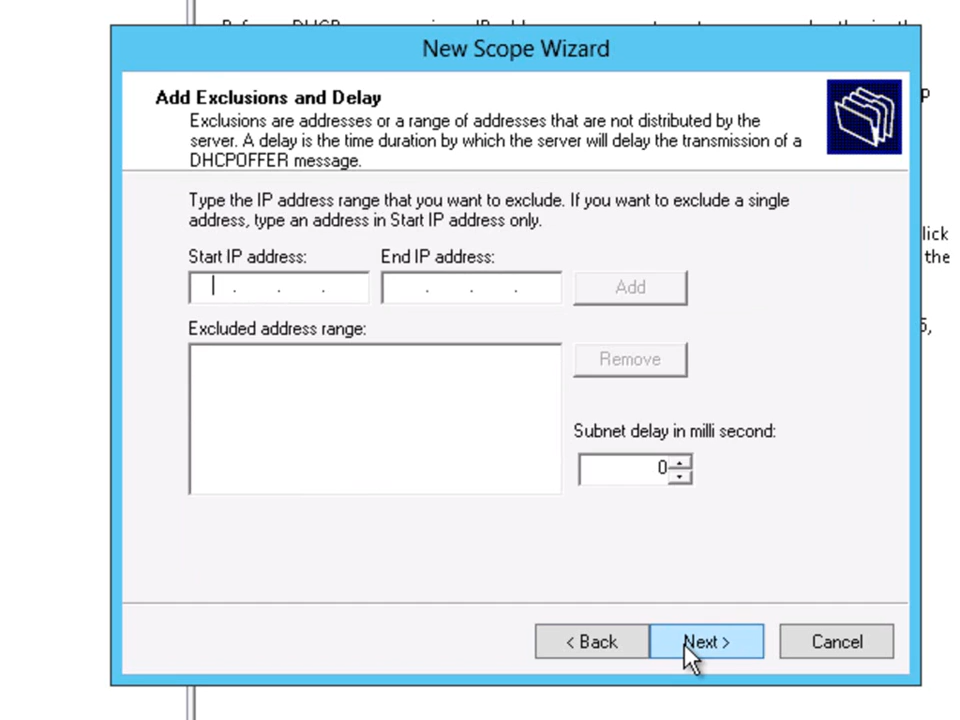 New Scope Wizard
Add Exclusions and Delay
Exclusions are addresses or a range of addresses that are not distributed by the
server. A delay is the time duration by which the server will delay the transmission of a
DHCPOFFER message.
Type the IP address range that you want to exclude. If you want to exclude a single
address, type an address in Start IP address only.
Start IP address:
End IP address:
. . .
. . .
Add
Excluded address range:
Remove
Subnet delay in milli second:
0
< Back
Next >
Cancel
lick
the